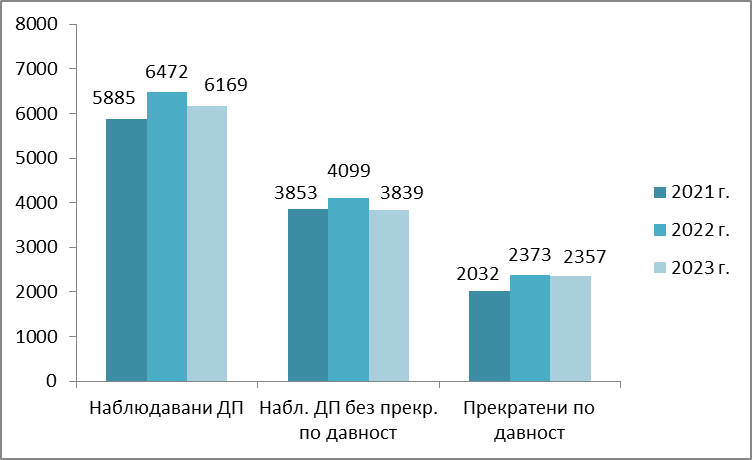 8000
7000
6000
5000
4000
3000
2000
1000
0
5885
6472
6169
3853
4099
3839
2032
2373
2357
Наблюдавани ДП
Набл. ДП без прекр.
по давност
Прекратени по
давност
2021 г.
2022 г.
2023 г.